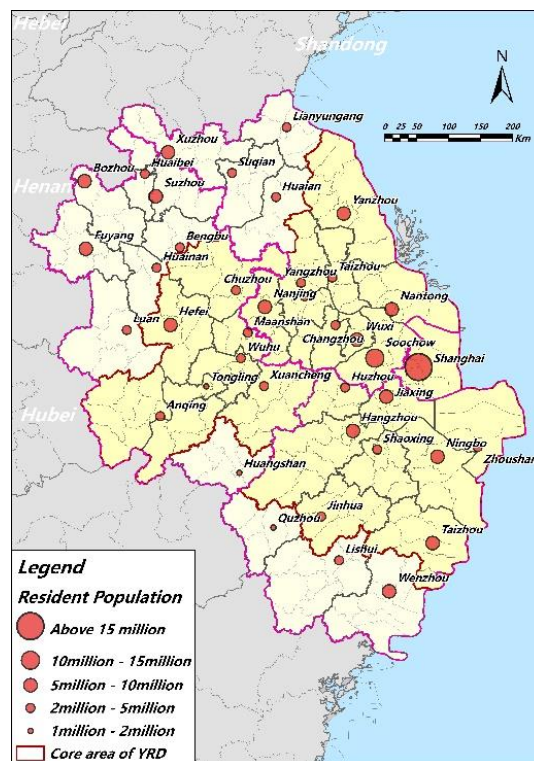 Hebei
Shandong
N
Lianyungang
Xuzhou
0 25 50 100 150 200
Km
Huaibei
Bozhou
Suqian
Henan
Suzhou
Huaian
Yanzhou
Fuyang
Bengbu
Huainan
Taizhou
Yangzhou
Chuzhou
Nanjing
Nantong
Luan
Hefei
Maanshan
Wuxi
Changzhou
Soochow
Wuhu
Shanghai
Tongling
Xuancheng
Huzhou
Jiaxing
Hubei
Anqing
Hangzhou
Shaoxing
Ningbo
Zhoushan
Huangshan
Jinhua
Quzhou
Taizhou
Lishui
Wenzhou
Legend
Resident Population
Above 15 million
10million - 15million
5million - 10million
2million - 5million
1million - 2million
Core area of YRD